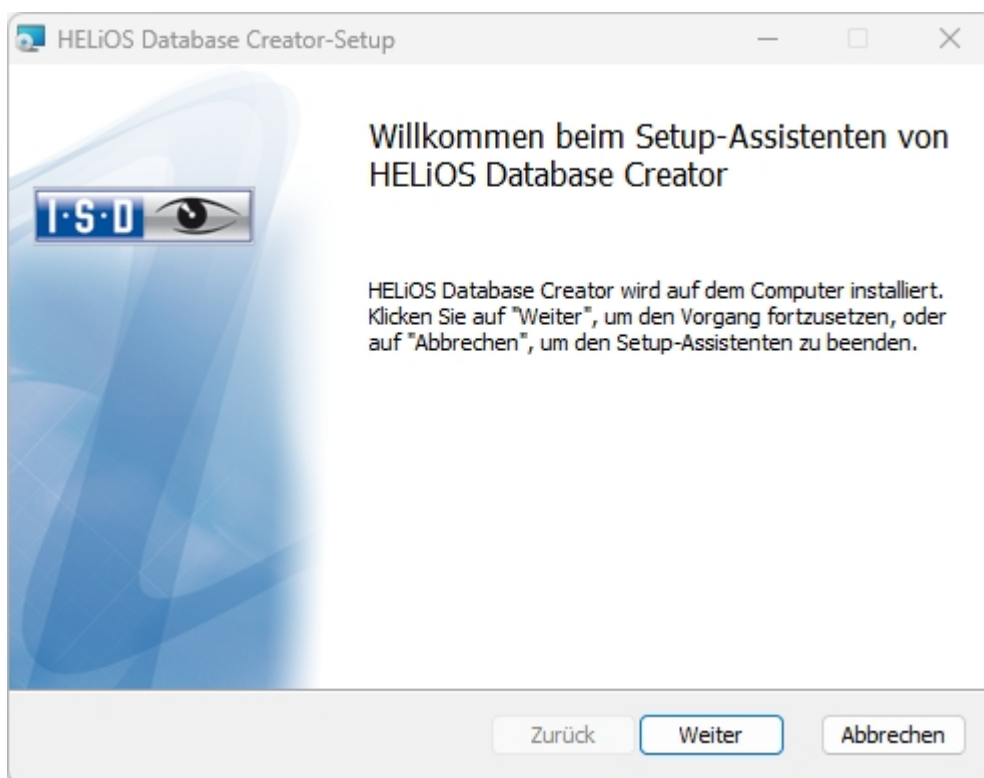 HELiOS Database Creator-Setup
Willkommen beim Setup-Assistenten von
HELiOS Database Creator
I·S·D
HELiOS Database Creator wird auf dem Computer installiert.
Klicken Sie auf "Weiter", um den Vorgang fortzusetzen, oder
auf "Abbrechen", um den Setup-Assistenten zu beenden.
Zurück Weiter Abbrechen